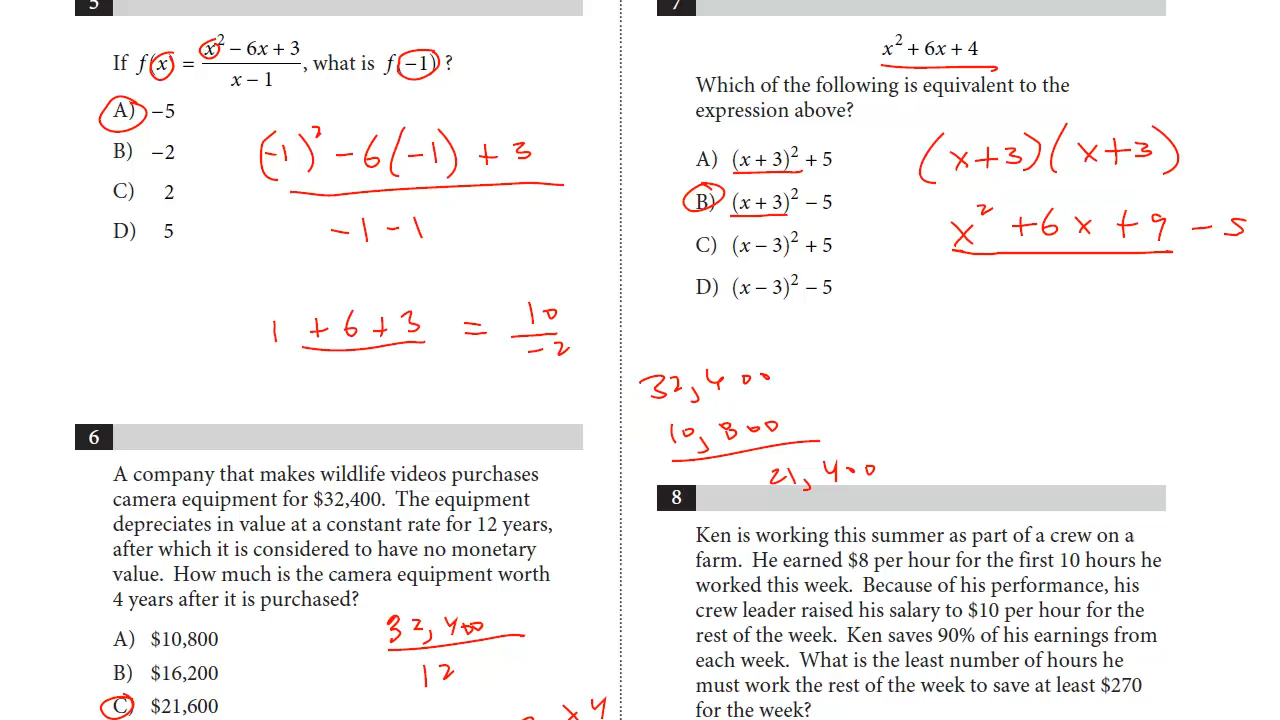 5
If f(x) = (x² − 6x + 3)/(x − 1), what is f(−1) ?
A) −5
B) −2
C) 2
D) 5
(-1)² − 6(-1) + 3
−1 − 1
1 + 6 + 3 = 10
−2
6
A company that makes wildlife videos purchases
camera equipment for $32,400. The equipment
depreciates in value at a constant rate for 12 years,
after which it is considered to have no monetary
value. How much is the camera equipment worth
4 years after it is purchased?
A) $10,800
B) $16,200
C) $21,600
32,400
12
x 4
7
x² + 6x + 4
Which of the following is equivalent to the
expression above?
A) (x + 3)² + 5
B) (x + 3)² − 5
C) (x − 3)² + 5
D) (x − 3)² − 5
(x+3)(x+3)
x² + 6x + 9 − 5
32,400
10,800
21,400
8
Ken is working this summer as part of a crew on a
farm. He earned $8 per hour for the first 10 hours he
worked this week. Because of his performance, his
crew leader raised his salary to $10 per hour for the
rest of the week. Ken saves 90% of his earnings from
each week. What is the least number of hours he
must work the rest of the week to save at least $270
for the week?